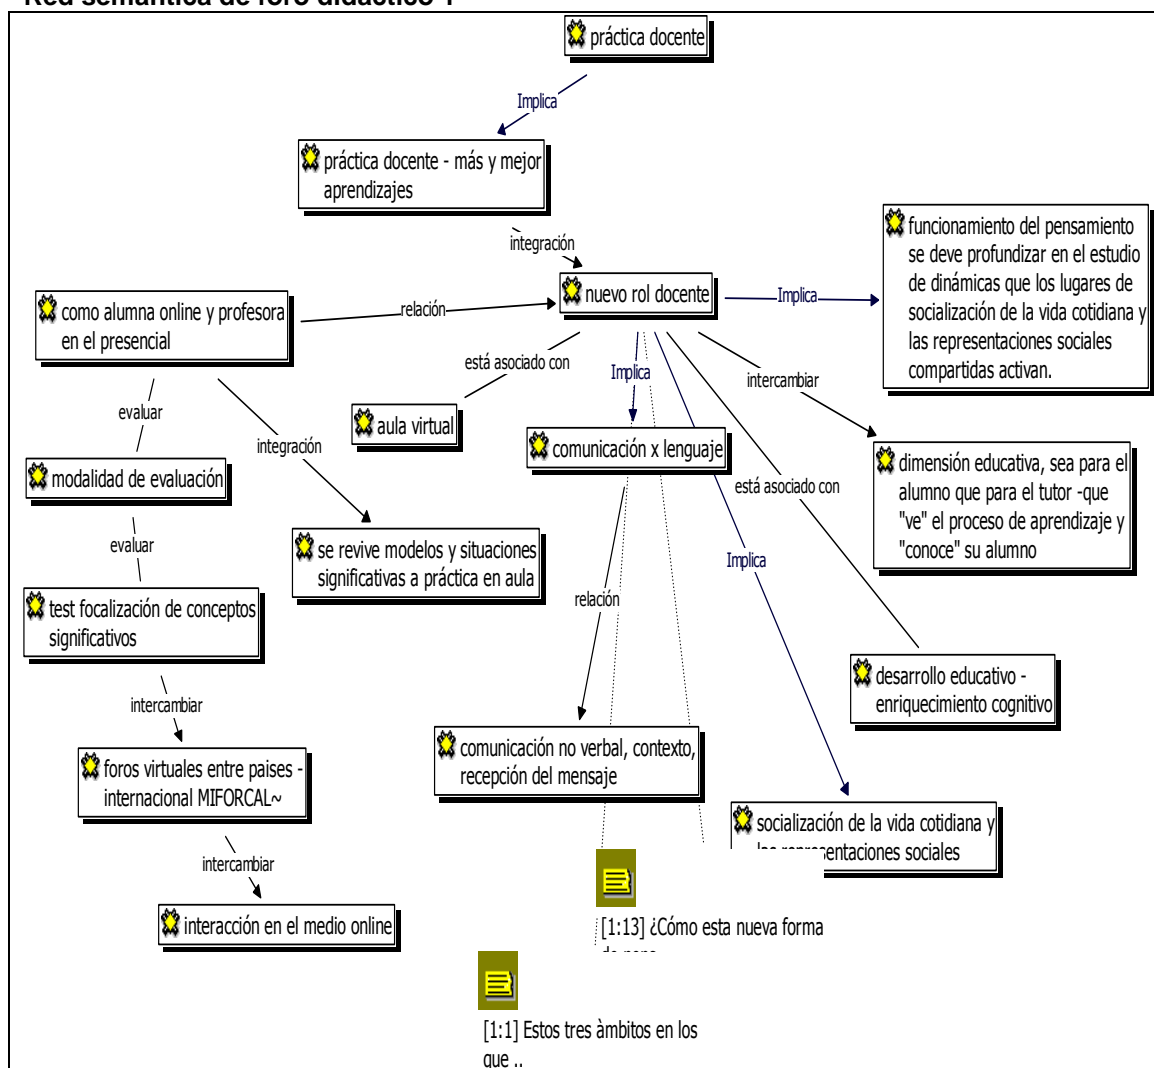 Red semántica de foro didáctico 1
práctica docente
Implica
práctica docente - más y mejor
aprendizajes
integración
funcionamiento del pensamiento
se deve profundizar en el estudio
de dinámicas que los lugares de
socialización de la vida cotidiana y
las representaciones sociales
compartidas activan.
nuevo rol docente
Implica
como alumna online y profesora
en el presencial
relación
está asociado con
Implica
intercambiar
evaluar
aula virtual
integración
comunicación x lenguaje
modalidad de evaluación
está asociado con
dimensión educativa, sea para el
alumno que para el tutor -que
"ve" el proceso de aprendizaje y
"conoce" su alumno
evaluar
se revive modelos y situaciones
significativas a práctica en aula
Implica
test focalización de conceptos
significativos
relación
desarrollo educativo -
enriquecimiento cognitivo
intercambiar
foros virtuales entre paises -
internacional MIFORCAL~
comunicación no verbal, contexto,
recepción del mensaje
socialización de la vida cotidiana y
las representaciones sociales
intercambiar
interacción en el medio online
[1:13] ¿Cómo esta nueva forma
[1:1] Estos tres àmbitos en los
que ..